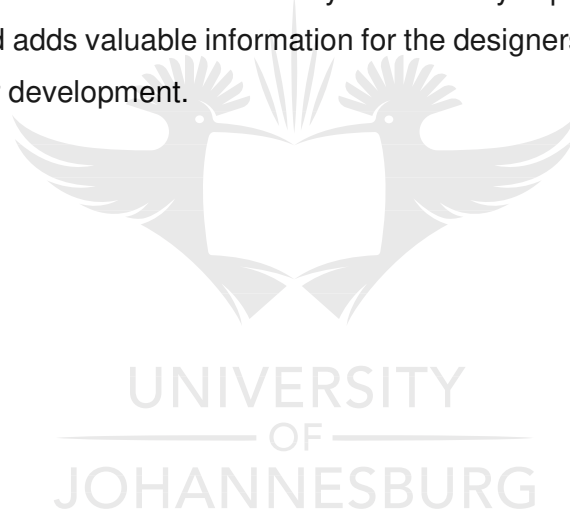 adds valuable information for the designers
development.
UNIVERSITY
OF
JOHANNESBURG